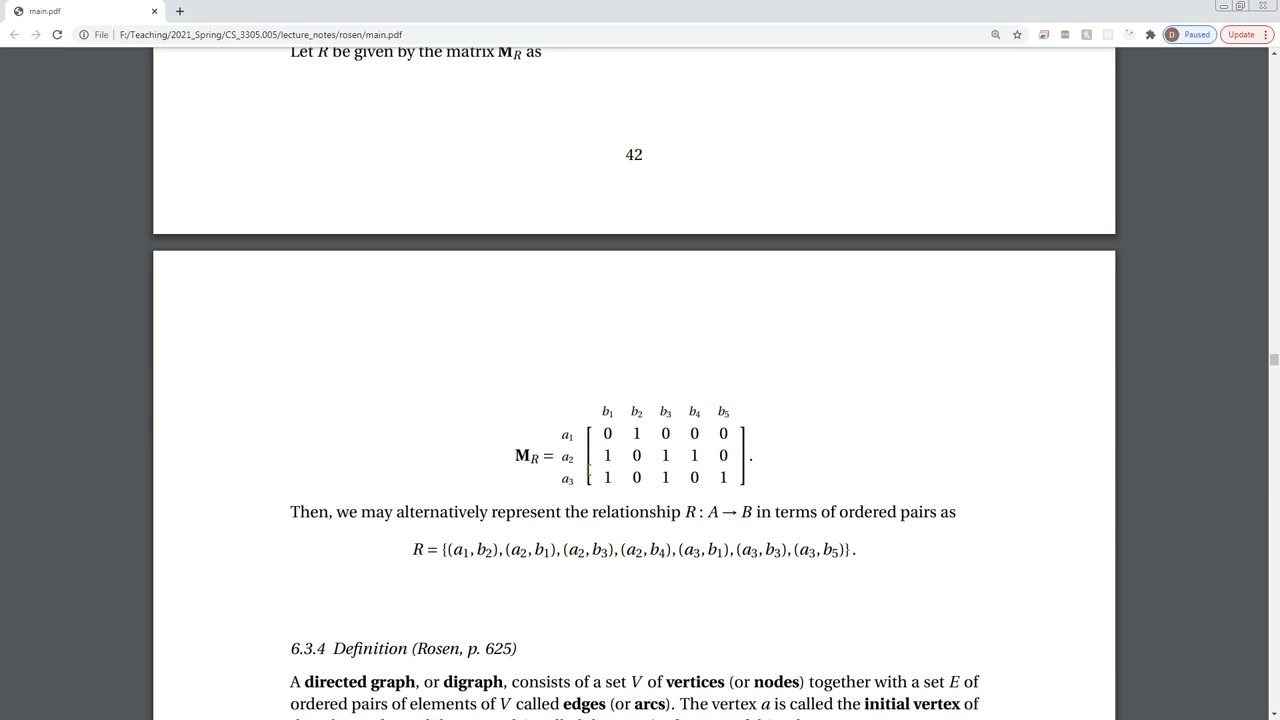 main.pdf
File | F:/Teaching/2021_Spring/CS_3305.005/lecture_notes/rosen/main.pdf
D Paused
Update
Let R be given by the matrix M_R as
42
b₁ b₂ b₃ b₄ b₅
a₁ 0 1 0 0 0
M_R = a₂ 1 0 1 1 0 .
a₃ 1 0 1 0 1
Then, we may alternatively represent the relationship R : A → B in terms of ordered pairs as
R = {(a₁, b₂), (a₂, b₁), (a₂, b₃), (a₂, b₄), (a₃, b₁), (a₃, b₃), (a₃, b₅)} .
6.3.4 Definition (Rosen, p. 625)
A directed graph, or digraph, consists of a set V of vertices (or nodes) together with a set E of
ordered pairs of elements of V called edges (or arcs). The vertex a is called the initial vertex of